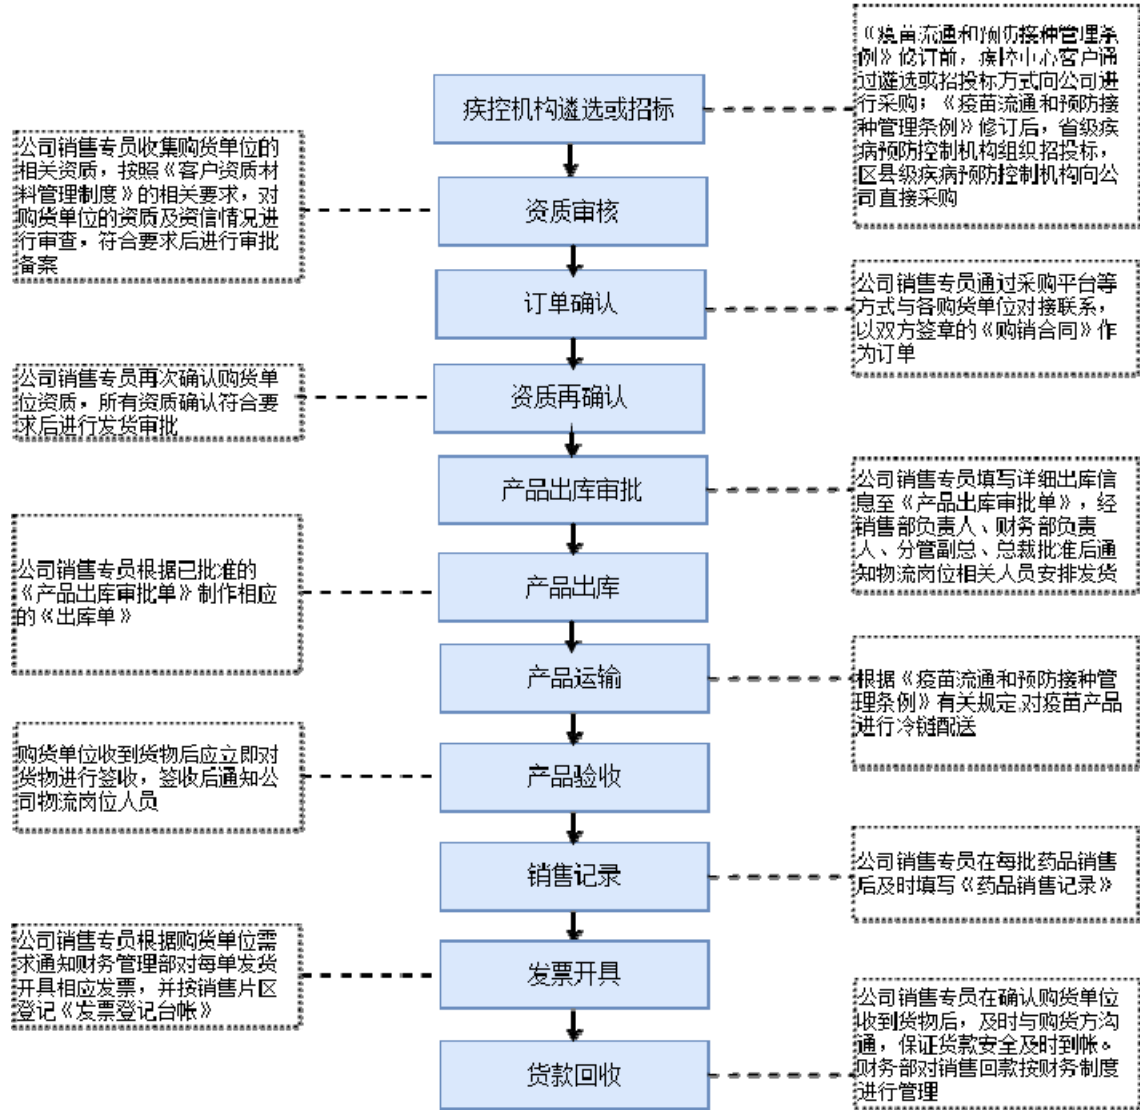 疾控机构遴选或招标
《疫苗流通和预防接种管理条
例》修订前，疾控中心客户通
过遴选或招投标方式向公司进
行采购；《疫苗流通和预防接
种管理条例》修订后，省级疾
病预防控制机构组织招投标，
区县级疾病预防控制机构向公
司直接采购
公司销售专员收集购货单位的
相关资质，按照《客户资质材
料管理制度》的相关要求，对
购货单位的资质及资信情况进
行审查，符合要求后进行审批
备案
资质审核
订单确认
公司销售专员通过采购平台等
方式与各购货单位对接联系，
以双方签章的《购销合同》作
为订单
公司销售专员再次确认购货单
位资质，所有资质确认符合要
求后进行发货审批
资质再确认
产品出库审批
公司销售专员填写详细出库信
息至《产品出库审批单》，经
销售部负责人、财务部负责
人、分管副总、总裁批准后通
知物流岗位相关人员安排发货
公司销售专员根据已批准的
《产品出库审批单》制作相应
的《出库单》
产品出库
产品运输
根据《疫苗流通和预防接种管
理条例》有关规定,对疫苗产品
进行冷链配送
购货单位收到货物后应立即对
货物进行签收，签收后通知公
司物流岗位人员
产品验收
销售记录
公司销售专员在每批药品销售
后及时填写《药品销售记录》
公司销售专员根据购货单位需
求通知财务管理部对每单发货
开具相应发票，并按销售片区
登记《发票登记台帐》
发票开具
货款回收
公司销售专员在确认购货单位
收到货物后，及时与购货方沟
通，保证货款安全及时到帐。
财务部对销售回款按财务制度
进行管理